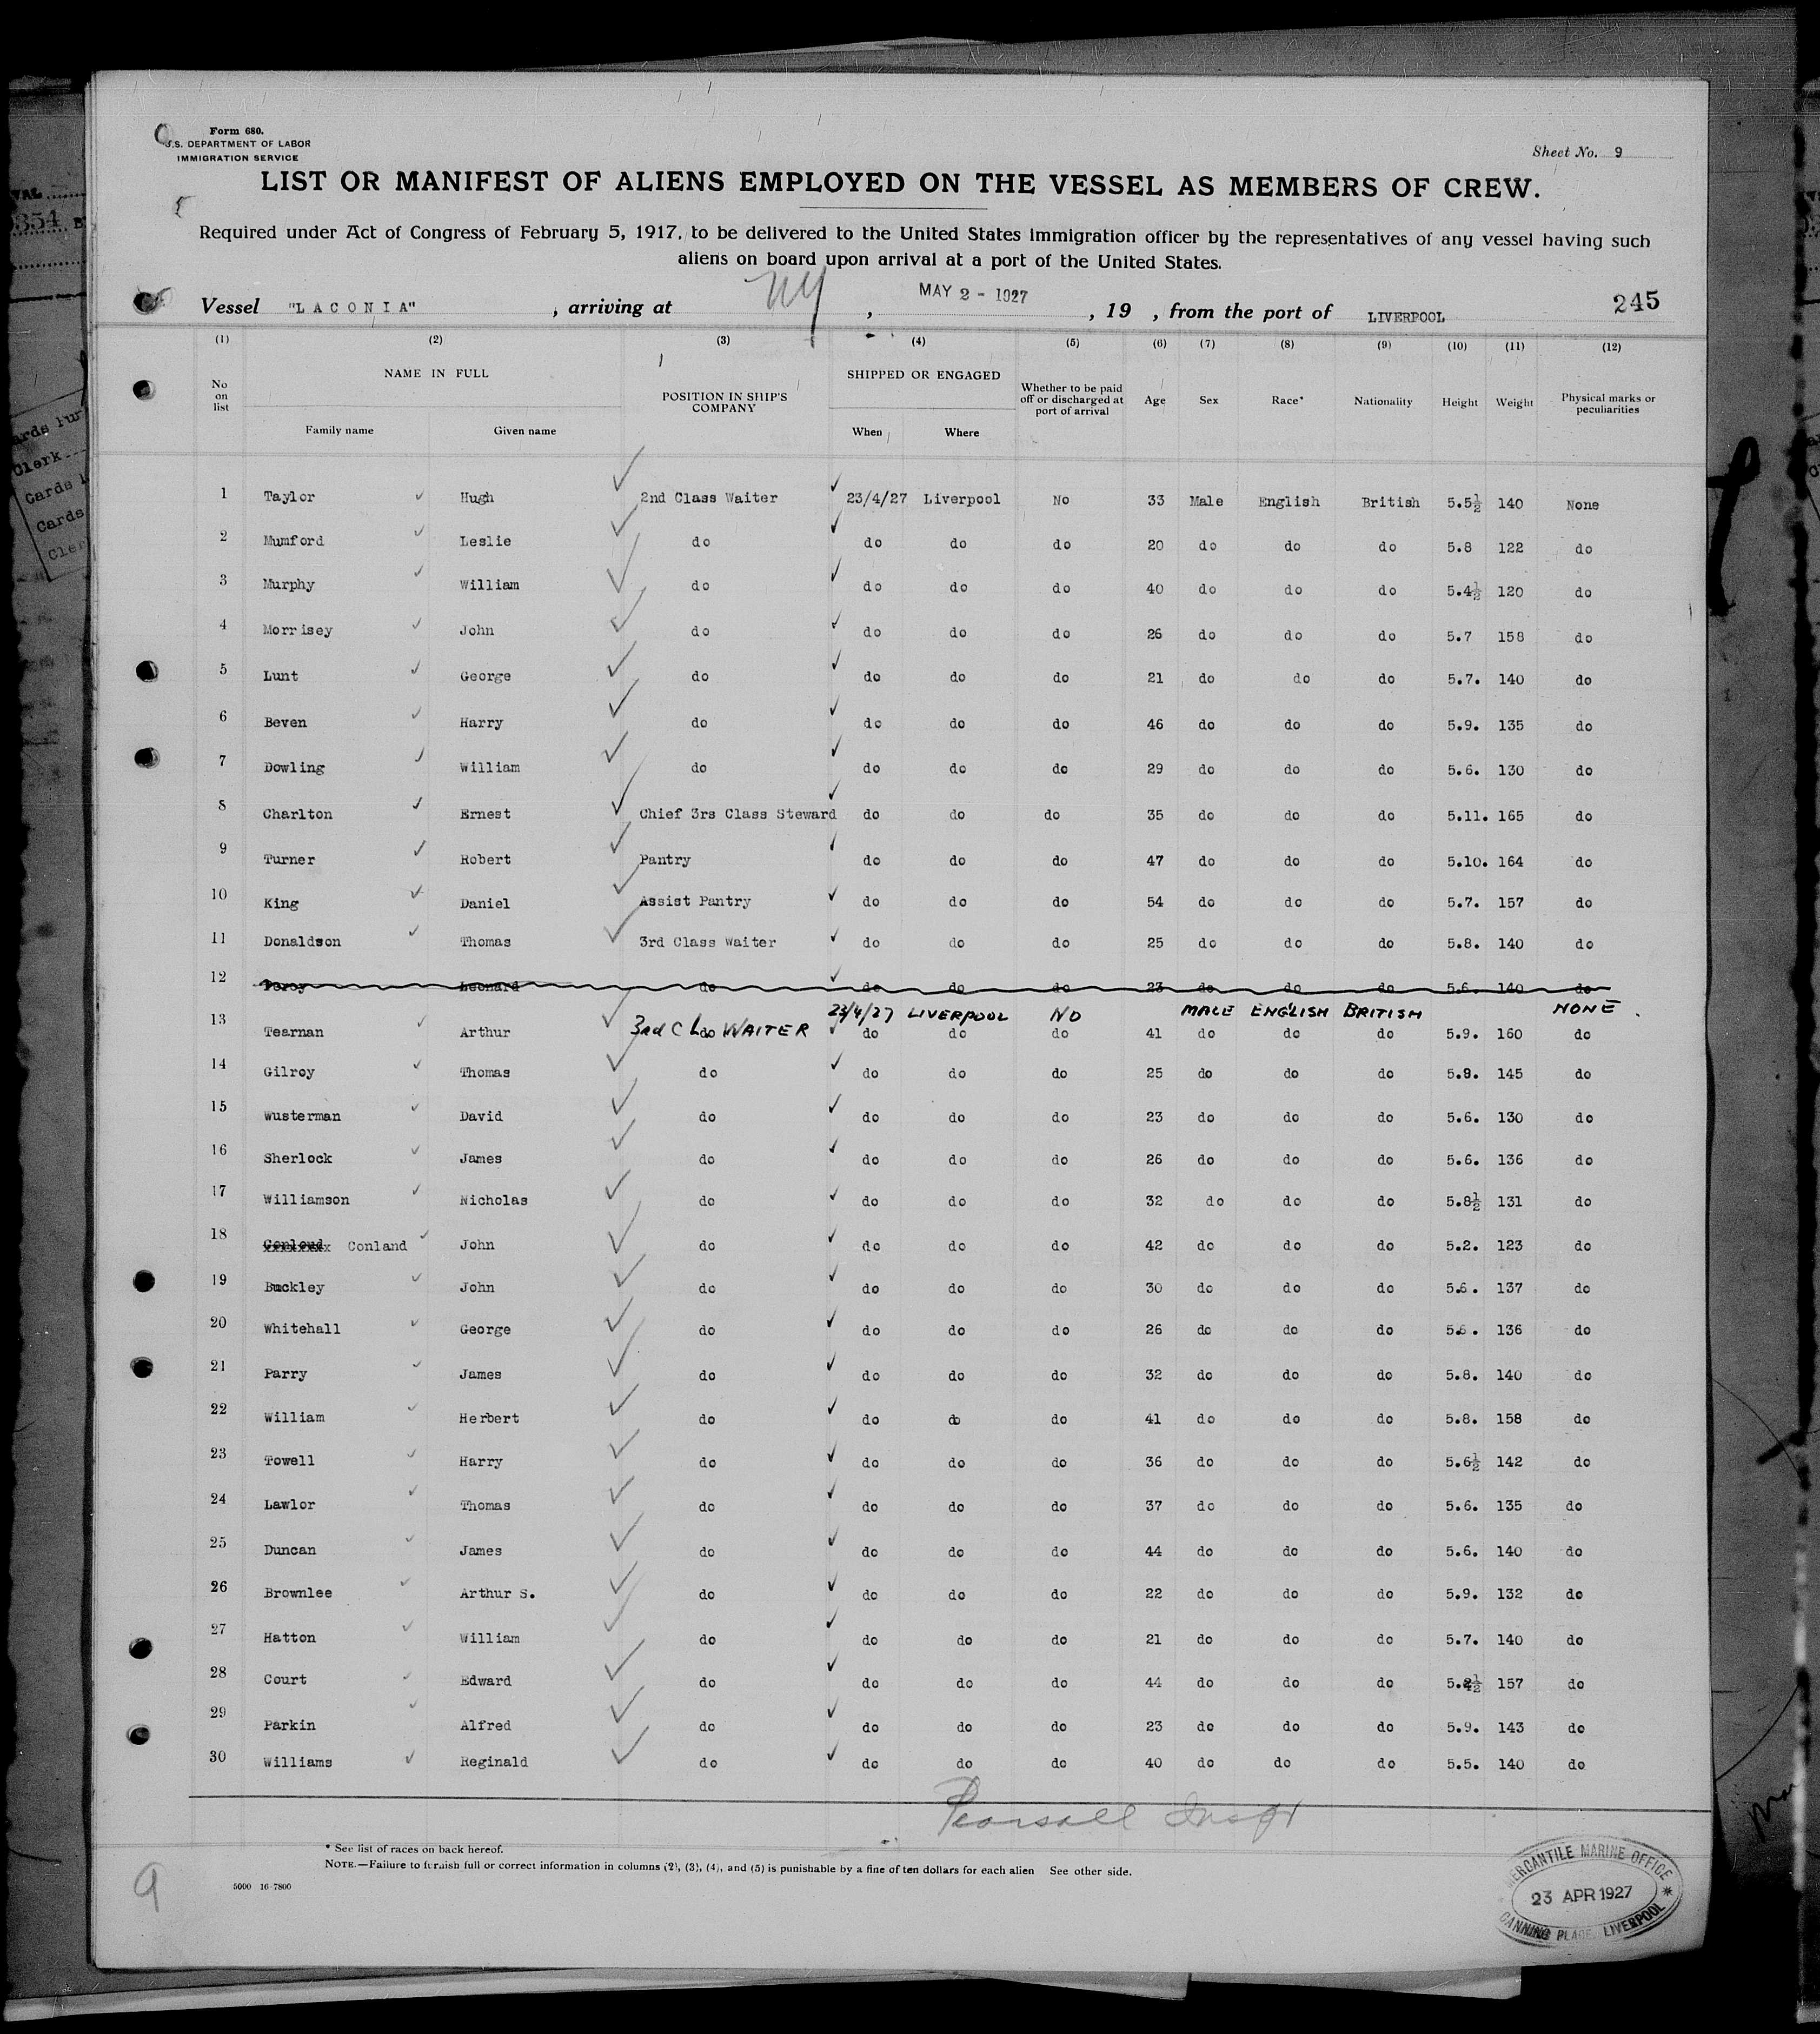 Form 680.
U.S. DEPARTMENT OF LABOR
IMMIGRATION SERVICE
Sheet No. 9
LIST OR MANIFEST OF ALIENS EMPLOYED ON THE VESSEL AS MEMBERS OF CREW.
Required under Act of Congress of February 5, 1917, to be delivered to the United States immigration officer by the representatives of any vessel having such
aliens on board upon arrival at a port of the United States.
Vessel "LACONIA", arriving at NY, MAY 2 - 1927, 19 , from the port of LIVERPOOL 245
(1) (2) (3) (4) (5) (6) (7) (8) (9) (10) (11) (12)
No on list NAME IN FULL Family name Given name POSITION IN SHIP'S COMPANY SHIPPED OR ENGAGED When Where Whether to be paid off or discharged at port of arrival Age Sex Race* Nationality Height Weight Physical marks or peculiarities
1 Taylor Hugh 2nd Class Waiter 23/4/27 Liverpool No 33 Male English British 5.5½ 140 None
2 Mumford Leslie do do do do 20 do do do 5.8 122 do
3 Murphy William do do do do 40 do do do 5.4½ 120 do
4 Morrisey John do do do do 26 do do do 5.7 158 do
5 Lunt George do do do do 21 do do do 5.7. 140 do
6 Beven Harry do do do do 46 do do do 5.9. 135 do
7 Dowling William do do do do 29 do do do 5.6. 130 do
8 Charlton Ernest Chief 3rs Class Steward do do do 35 do do do 5.11. 165 do
9 Turner Robert Pantry do do do 47 do do do 5.10. 164 do
10 King Daniel Assist Pantry do do do 54 do do do 5.7. 157 do
11 Donaldson Thomas 3rd Class Waiter do do do 25 do do do 5.8. 140 do
12 Percy Leonard do do do do 23 do do do 5.6. 140 do
3rd CL WAITER 23/4/27 LIVERPOOL NO MALE ENGLISH BRITISH NONE
13 Tearnan Arthur do do do do 41 do do do 5.9. 160 do
14 Gilroy Thomas do do do do 25 do do do 5.9. 145 do
15 Wusterman David do do do do 23 do do do 5.6. 130 do
16 Sherlock James do do do do 26 do do do 5.6. 136 do
17 Williamson Nicholas do do do do 32 do do do 5.8½ 131 do
18 Conland John do do do do 42 do do do 5.2. 123 do
19 Buckley John do do do do 30 do do do 5.6. 137 do
20 Whitehall George do do do do 26 do do do 5.6. 136 do
21 Parry James do do do do 32 do do do 5.8. 140 do
22 William Herbert do do do do 41 do do do 5.8. 158 do
23 Towell Harry do do do do 36 do do do 5.6½ 142 do
24 Lawlor Thomas do do do do 37 do do do 5.6. 135 do
25 Duncan James do do do do 44 do do do 5.6. 140 do
26 Brownlee Arthur S. do do do do 22 do do do 5.9. 132 do
27 Hatton William do do do do 21 do do do 5.7. 140 do
28 Court Edward do do do do 44 do do do 157 do
29 Parkin Alfred do do do do 23 do do do 5.9. 143 do
30 Williams Reginald do do do do 40 do do do 5.5. 140 do
Pearsall Inspr
* See list of races on back hereof.
NOTE.—Failure to furnish full or correct information in columns (2), (3), (4), and (5) is punishable by a fine of ten dollars for each alien See other side.
5000 16-7800
9
MERCANTILE MARINE OFFICE
23 APR 1927
CANNING PLACE, LIVERPOOL